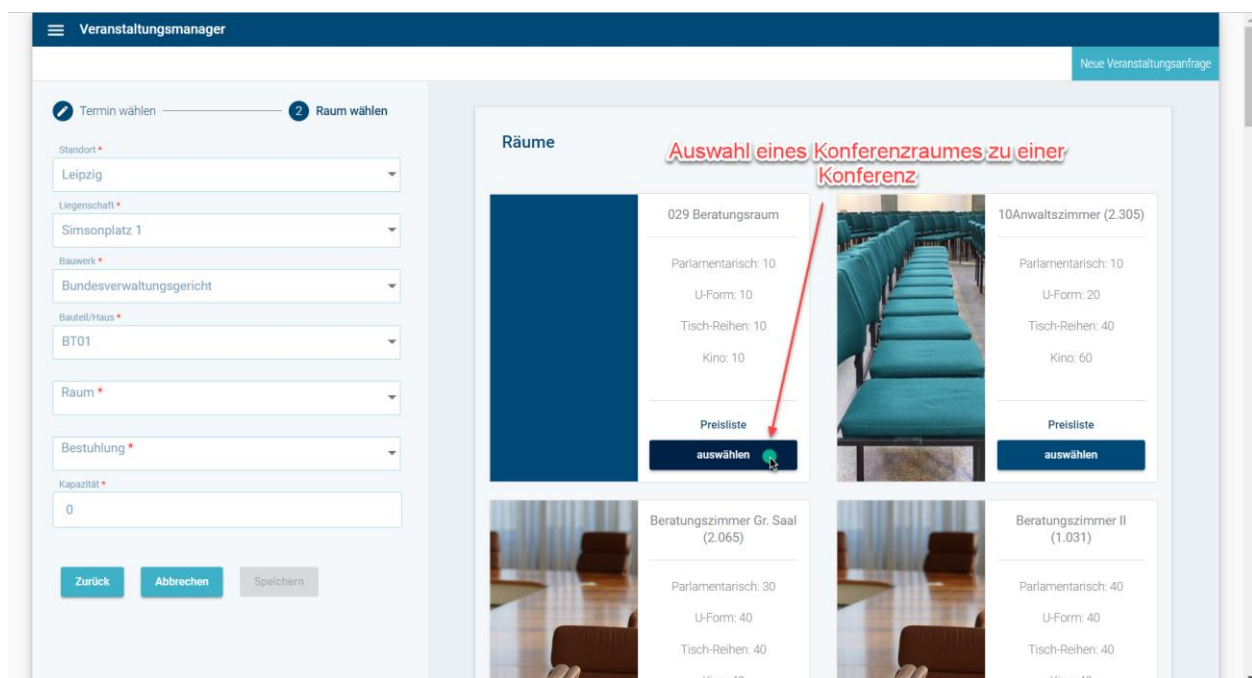 Veranstaltungsmanager
Neue Veranstaltungsanfrage
Termin wählen
2 Raum wählen
Standort *
Leipzig
Liegenschaft *
Simsonplatz 1
Bauwerk *
Bundesverwaltungsgericht
Bauteil/Haus *
BT01
Raum *
Bestuhlung *
Kapazität *
0
Zurück
Abbrechen
Speichern
Räume
Auswahl eines Konferenzraumes zu einer
Konferenz
029 Beratungsraum
Parlamentarisch: 10
U-Form: 10
Tisch-Reihen: 10
Kino: 10
Preisliste
auswählen
10Anwaltszimmer (2.305)
Parlamentarisch: 10
U-Form: 20
Tisch-Reihen: 40
Kino: 60
Preisliste
auswählen
Beratungszimmer Gr. Saal
(2.065)
Parlamentarisch: 30
U-Form: 40
Tisch-Reihen: 40
Beratungszimmer II
(1.031)
Parlamentarisch: 40
U-Form: 40
Tisch-Reihen: 40